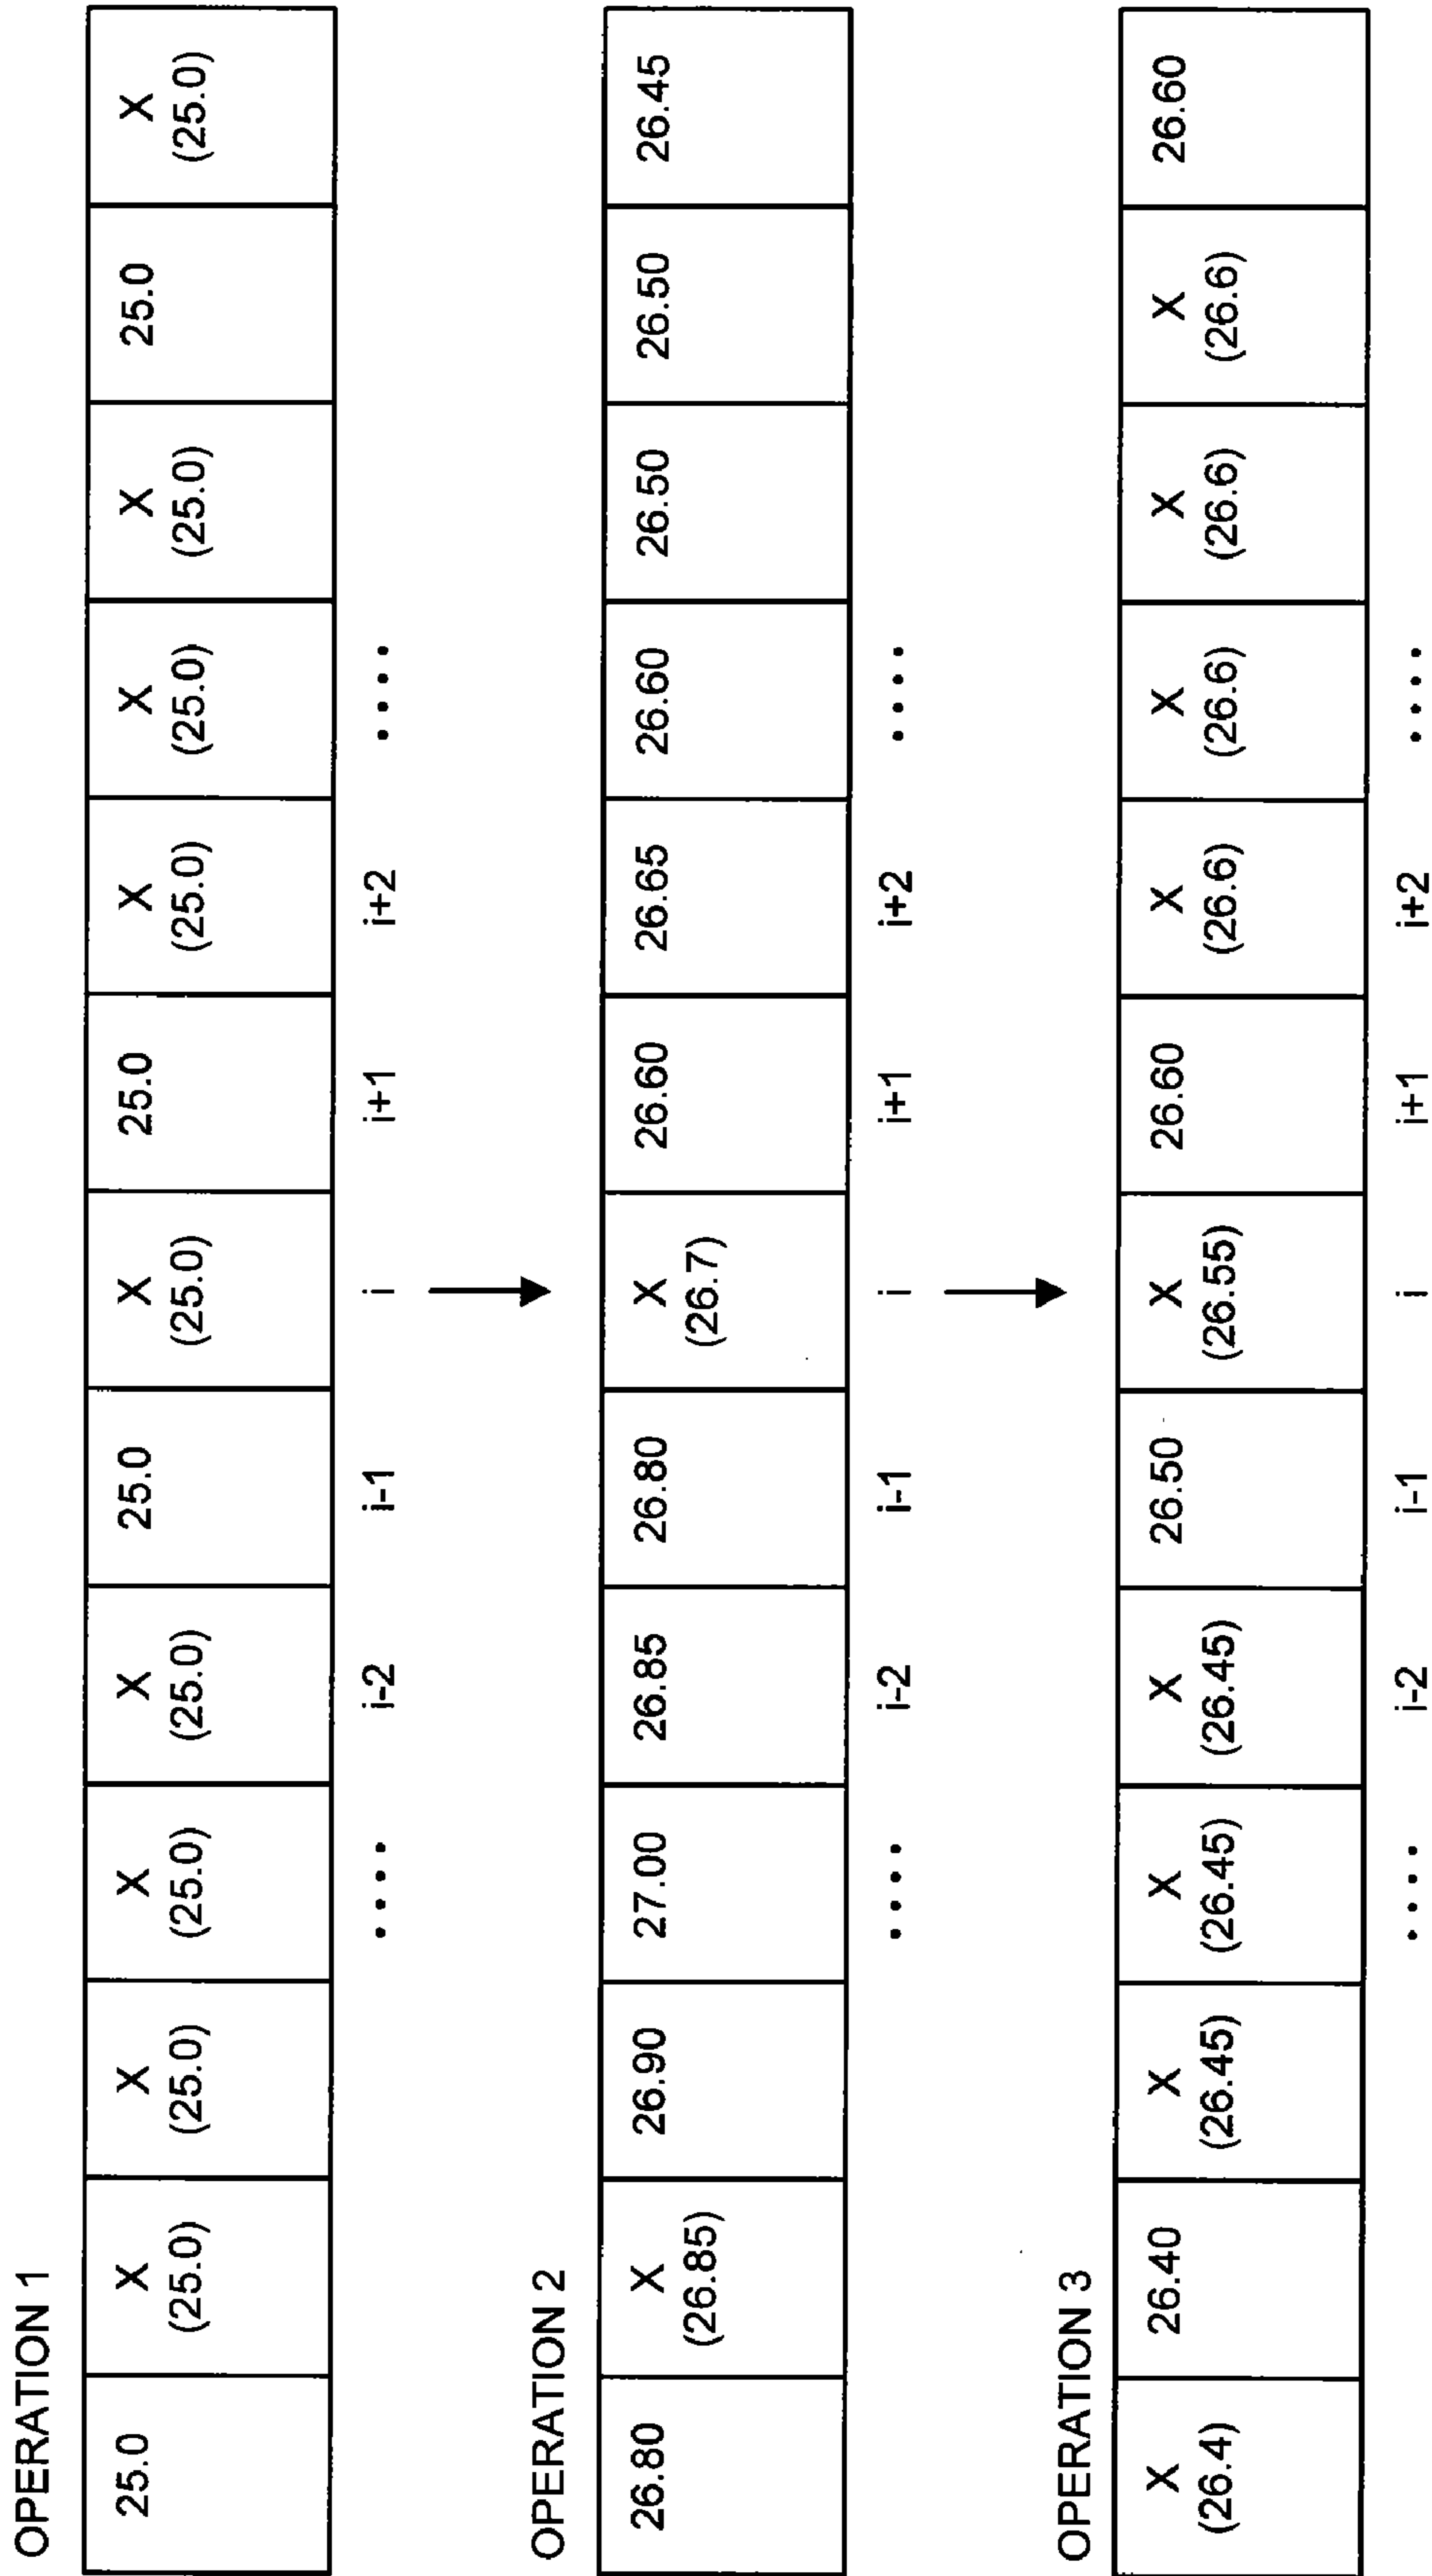 OPERATION 1
25.0 X X X X 25.0 X 25.0 X X X 25.0 X
(25.0) (25.0) (25.0) (25.0) (25.0) (25.0) (25.0) (25.0) (25.0)
.... i-2 i-1 i i+1 i+2 ....
OPERATION 2
26.80 X 26.90 27.00 26.85 26.80 X 26.60 26.65 26.60 26.50 26.50 26.45
(26.85) (26.7)
.... i-2 i-1 i i+1 i+2 ....
OPERATION 3
X 26.40 X X X 26.50 X 26.60 X X X X 26.60
(26.4) (26.45) (26.45) (26.45) (26.55) (26.6) (26.6) (26.6) (26.6)
.... i-2 i-1 i i+1 i+2 ....